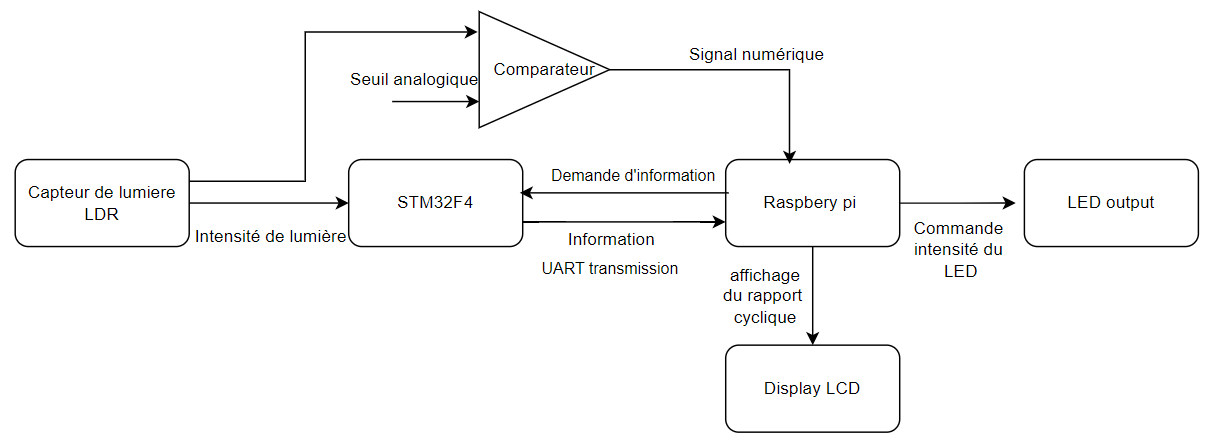 Signal numérique
Comparateur
Seuil analogique
Capteur de lumiere
LDR
Intensité de lumière
STM32F4
Demande d'information
Information
UART transmission
Raspbery pi
Commande
intensité du
LED
LED output
affichage
du rapport
cyclique
Display LCD